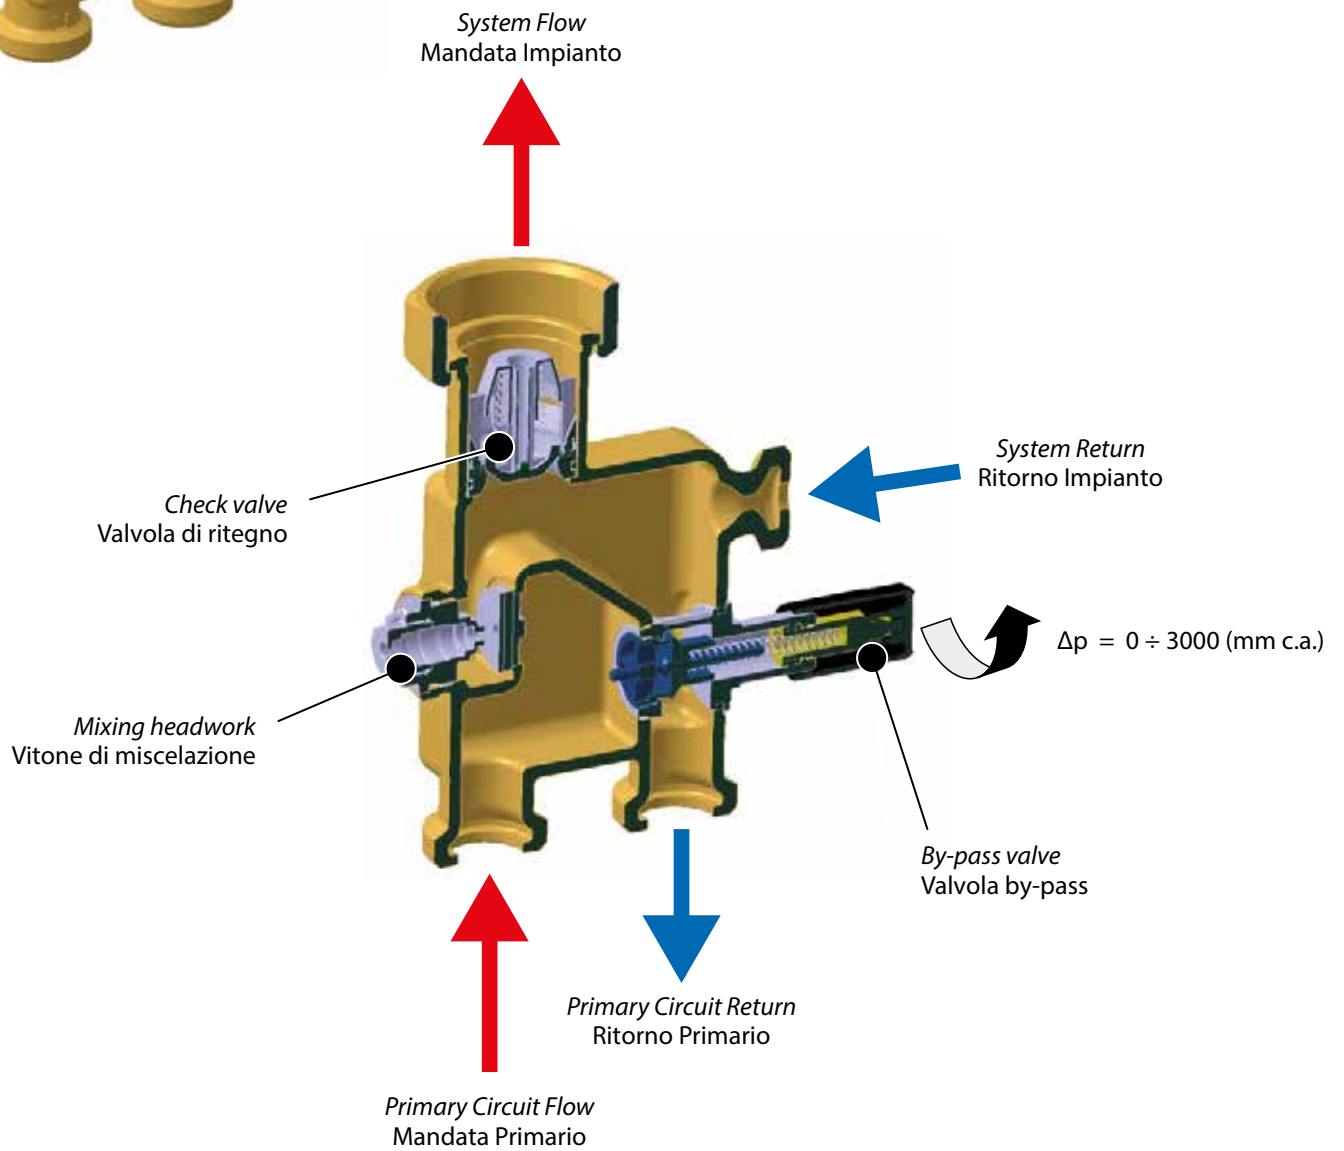 System Flow
Mandata Impianto
System Return
Ritorno Impianto
Check valve
Valvola di ritegno
Δp = 0 ÷ 3000 (mm c.a.)
Mixing headwork
Vitone di miscelazione
By-pass valve
Valvola by-pass
Primary Circuit Return
Ritorno Primario
Primary Circuit Flow
Mandata Primario